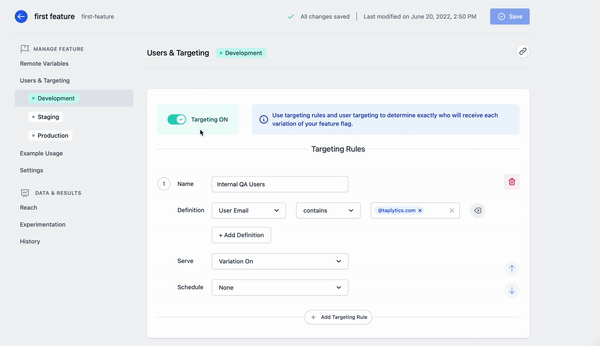 first feature first-feature
All changes saved
Last modified on June 20, 2022, 2:50 PM
Save
MANAGE FEATURE
Remote Variables
Users & Targeting
Development
Staging
Production
Example Usage
Settings
DATA & RESULTS
Reach
Experimentation
History
Users & Targeting
Development
Targeting ON
Use targeting rules and user targeting to determine exactly who will receive each
variation of your feature flag.
Targeting Rules
1
Name
Internal QA Users
Definition
User Email
contains
@taplytics.com
+ Add Definition
Serve
Variation On
Schedule
None
+ Add Targeting Rule